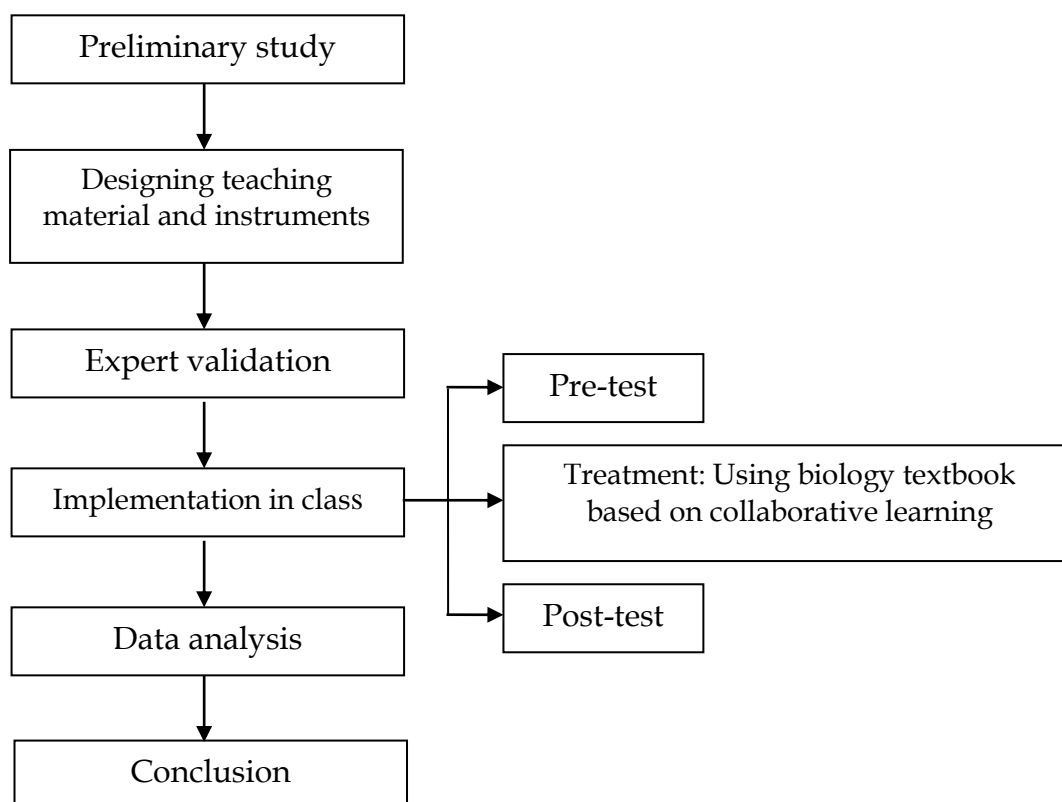 Preliminary study
Designing teaching
material and instruments
Expert validation
Implementation in class
Pre-test
Treatment: Using biology textbook
based on collaborative learning
Post-test
Data analysis
Conclusion